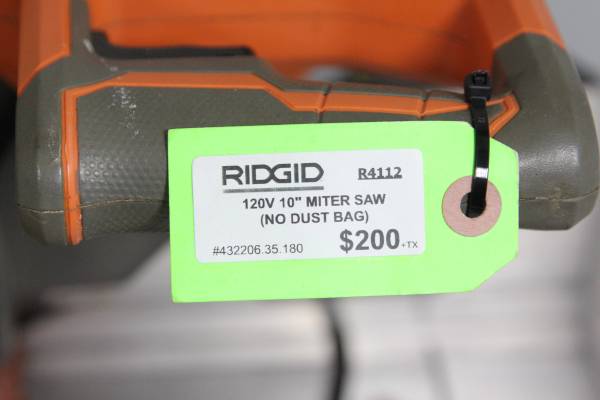 RIDGID R4112
120V 10" MITER SAW
(NO DUST BAG)
#432206.35.180 $200+TX